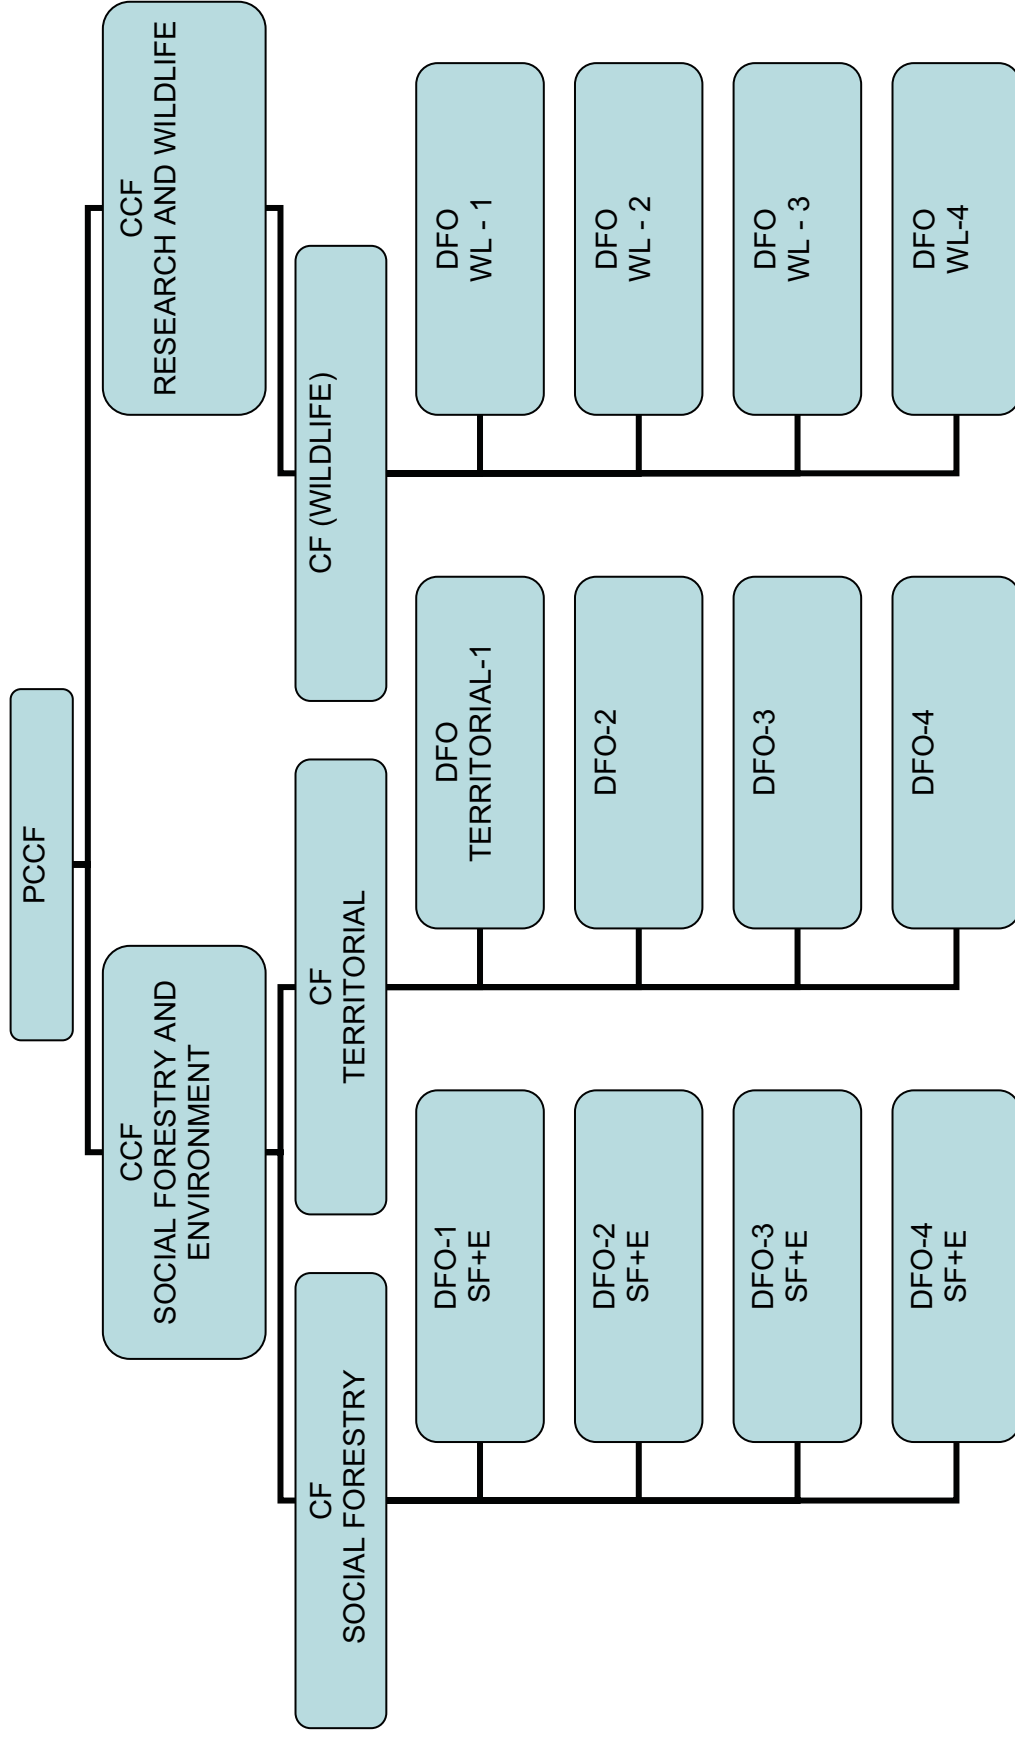 PCCF
CCF
SOCIAL FORESTRY AND
ENVIRONMENT
CCF
RESEARCH AND WILDLIFE
CF
SOCIAL FORESTRY
CF
TERRITORIAL
CF (WILDLIFE)
DFO-1
SF+E
DFO
TERRITORIAL-1
DFO
WL - 1
DFO-2
SF+E
DFO-2
DFO
WL - 2
DFO-3
SF+E
DFO-3
DFO
WL - 3
DFO-4
SF+E
DFO-4
DFO
WL-4